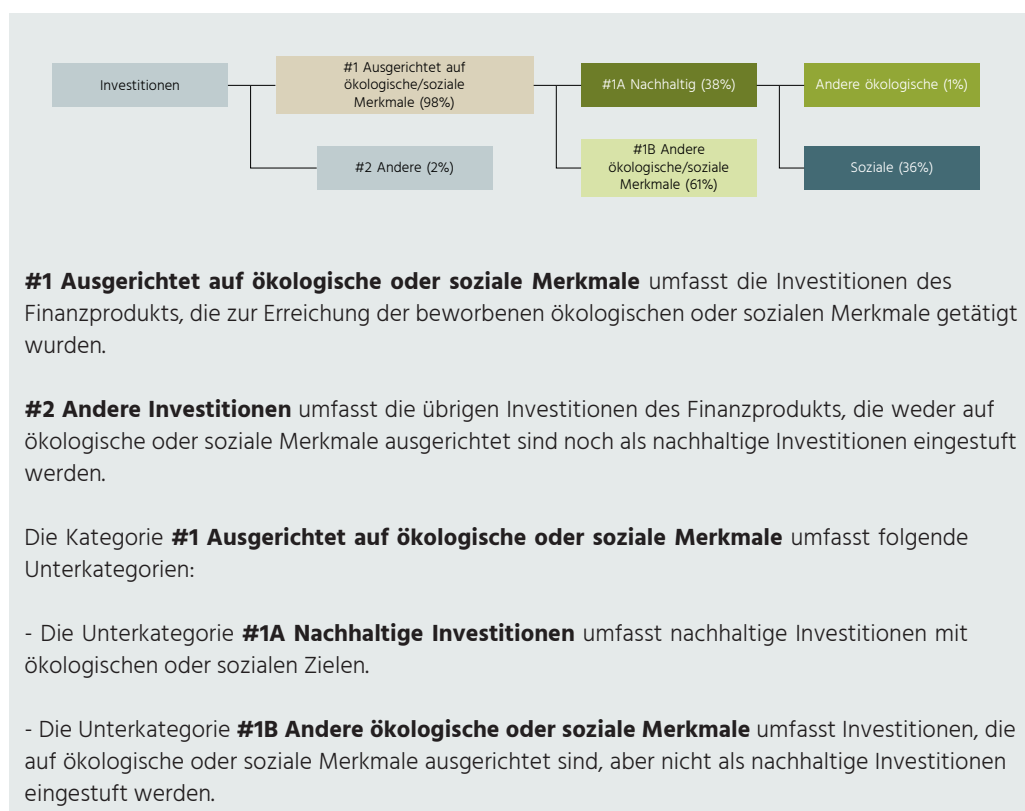 Investitionen
#1 Ausgerichtet auf
ökologische/soziale
Merkmale (98%)
#1A Nachhaltig (38%)
Andere ökologische (1%)
#2 Andere (2%)
#1B Andere
ökologische/soziale
Merkmale (61%)
Soziale (36%)
#1 Ausgerichtet auf ökologische oder soziale Merkmale umfasst die Investitionen des
Finanzprodukts, die zur Erreichung der beworbenen ökologischen oder sozialen Merkmale getätigt
wurden.
#2 Andere Investitionen umfasst die übrigen Investitionen des Finanzprodukts, die weder auf
ökologische oder soziale Merkmale ausgerichtet sind noch als nachhaltige Investitionen eingestuft
werden.
Die Kategorie #1 Ausgerichtet auf ökologische oder soziale Merkmale umfasst folgende
Unterkategorien:
- Die Unterkategorie #1A Nachhaltige Investitionen umfasst nachhaltige Investitionen mit
ökologischen oder sozialen Zielen.
- Die Unterkategorie #1B Andere ökologische oder soziale Merkmale umfasst Investitionen, die
auf ökologische oder soziale Merkmale ausgerichtet sind, aber nicht als nachhaltige Investitionen
eingestuft werden.